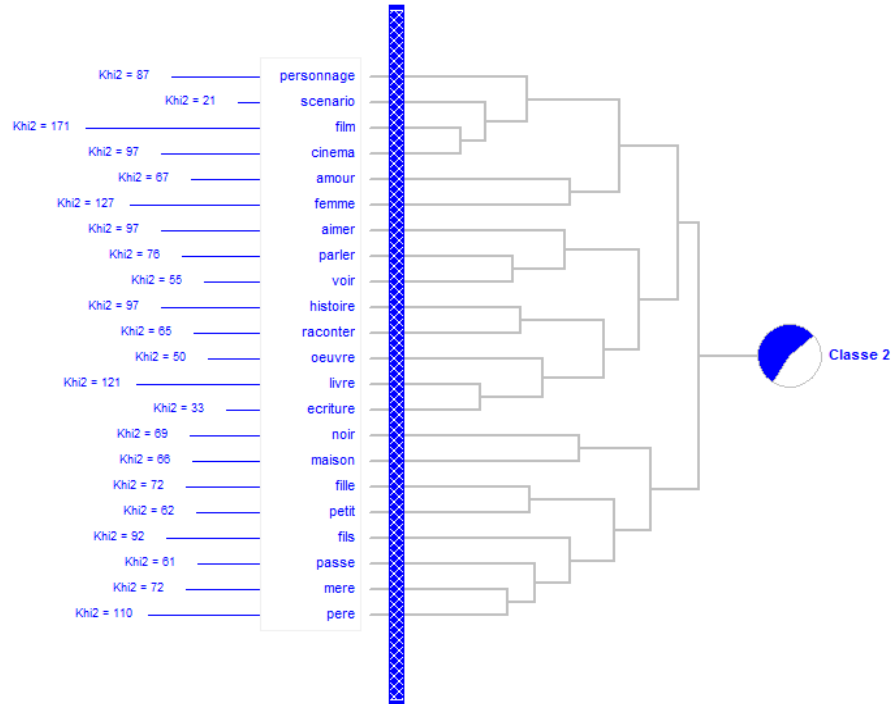 Khi2 = 87 personnage
Khi2 = 21 scenario
Khi2 = 171 film
Khi2 = 97 cinema
Khi2 = 67 amour
Khi2 = 127 femme
Khi2 = 97 aimer
Khi2 = 76 parler
Khi2 = 55 voir
Khi2 = 97 histoire
Khi2 = 65 raconter
Khi2 = 50 oeuvre
Classe 2
Khi2 = 121 livre
Khi2 = 33 ecriture
Khi2 = 69 noir
Khi2 = 66 maison
Khi2 = 72 fille
Khi2 = 62 petit
Khi2 = 92 fils
Khi2 = 61 passe
Khi2 = 72 mere
Khi2 = 110 pere